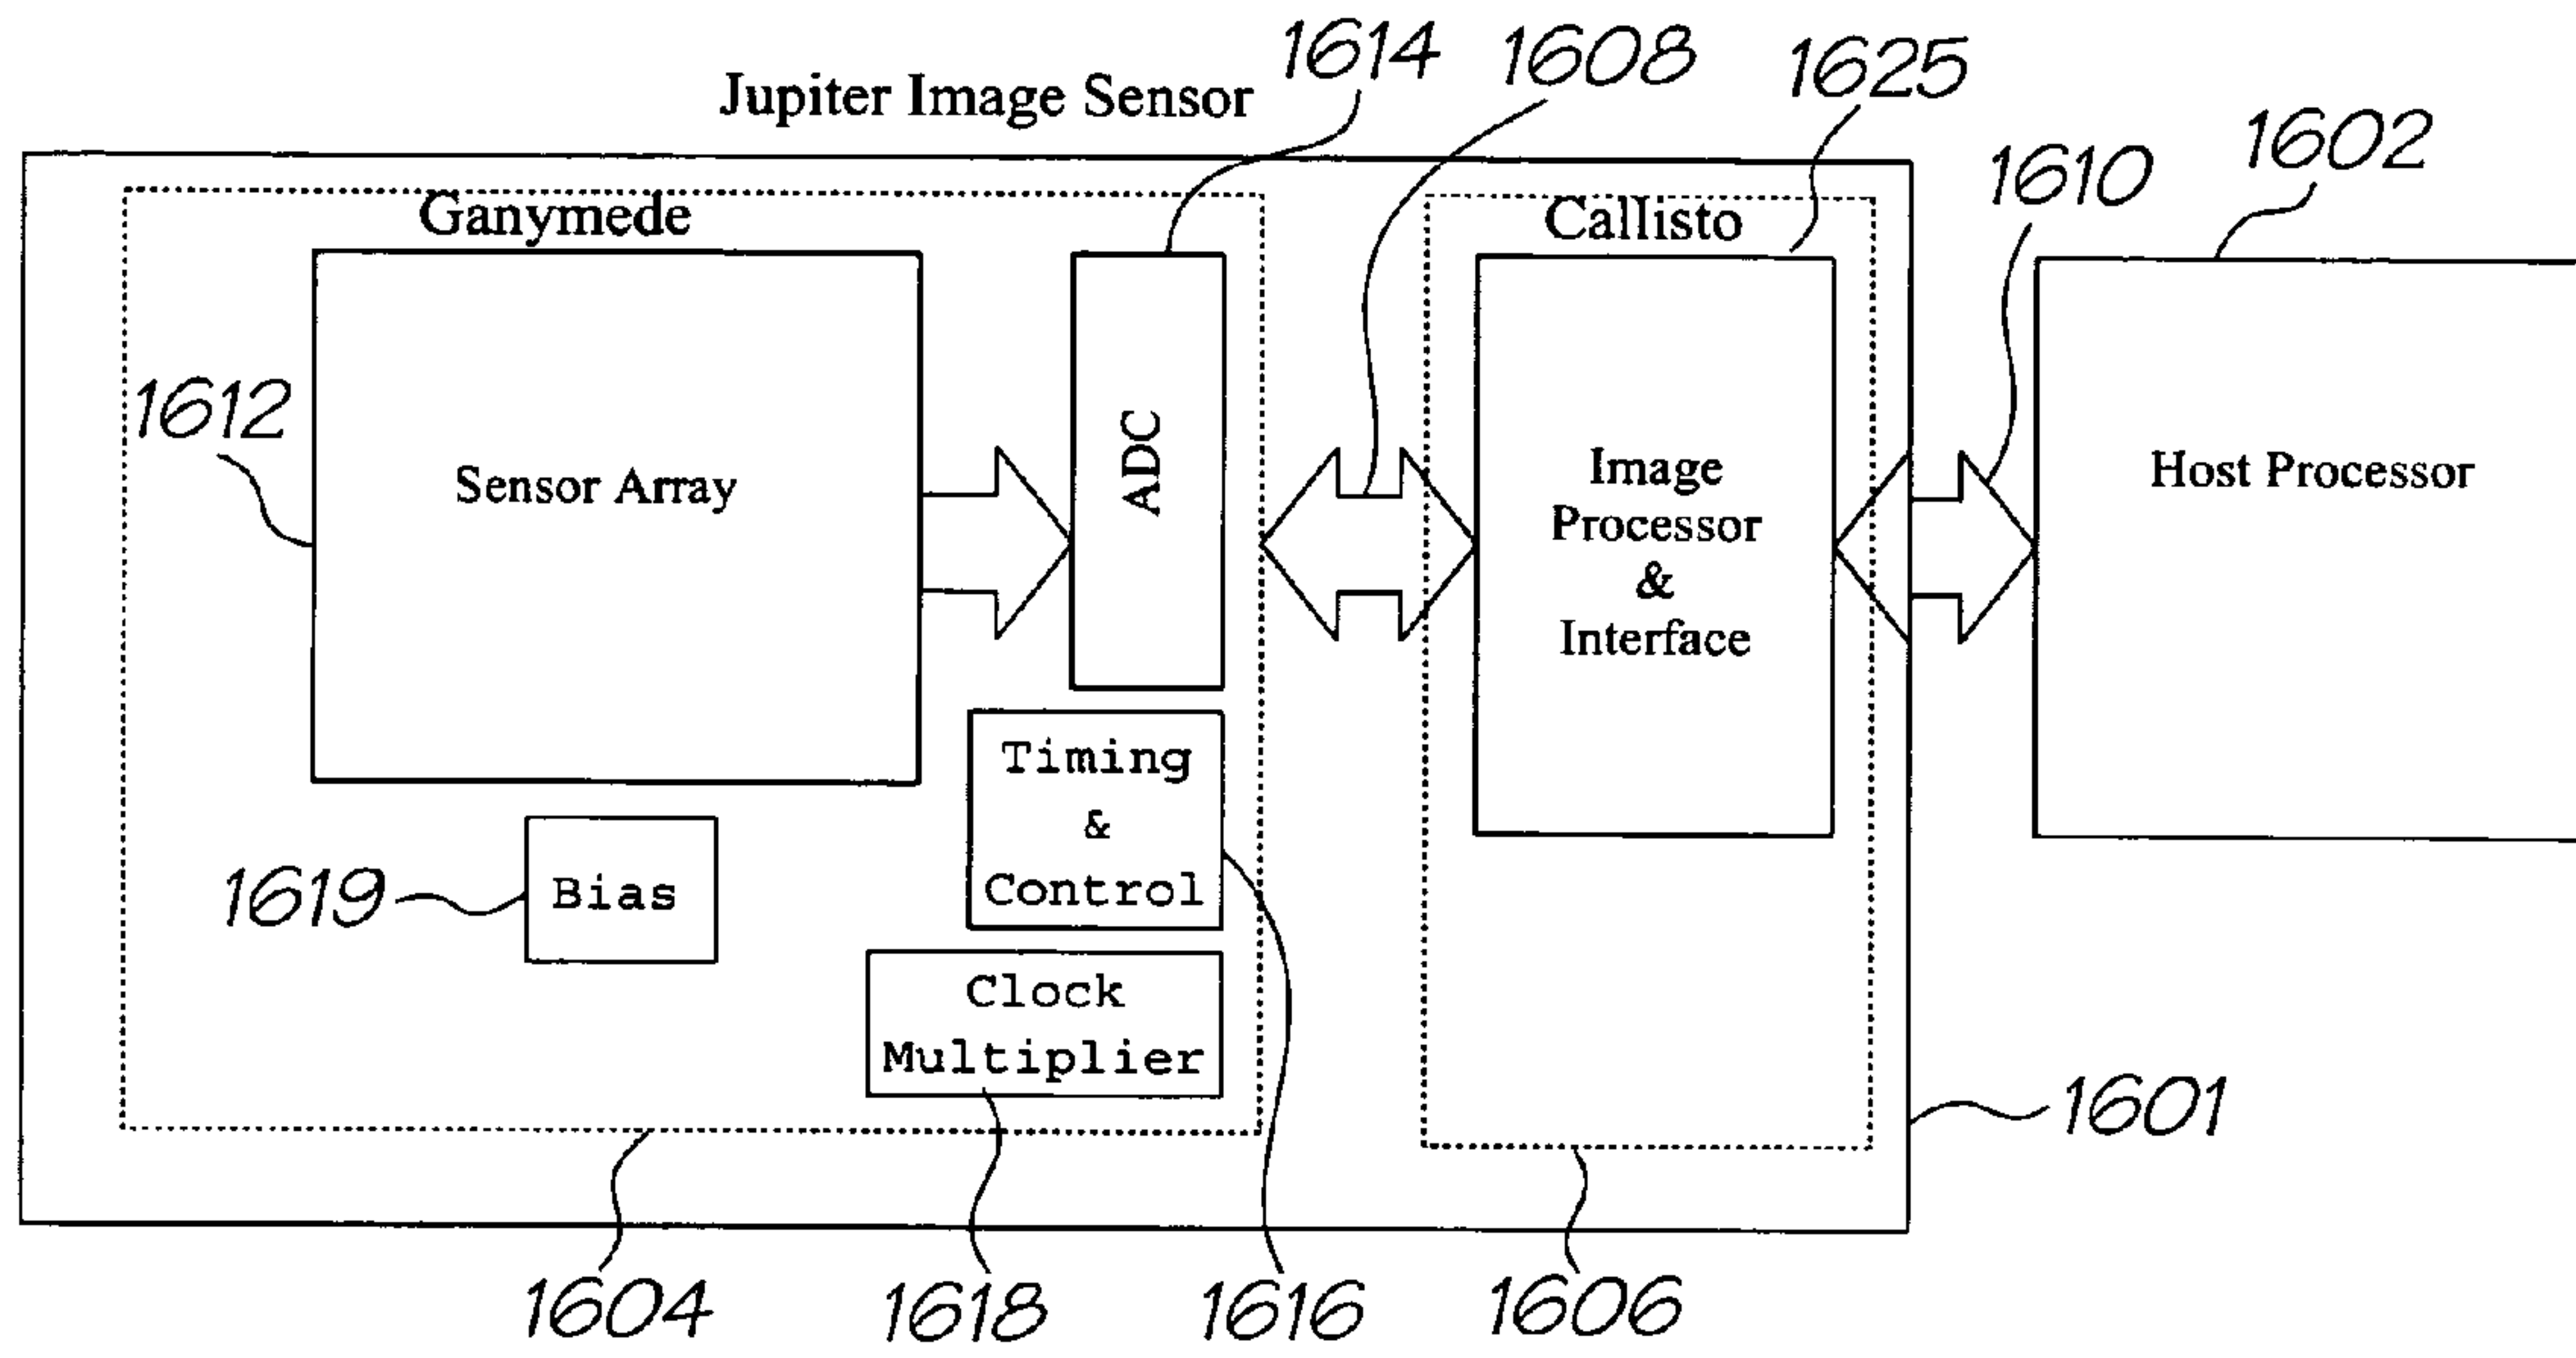 Jupiter Image Sensor
1614
1608
1625
1610
1602
Ganymede
Callisto
1612
Sensor Array
ADC
Image
Processor
&
Interface
Host Processor
Timing
&
Control
1619
Bias
Clock
Multiplier
1601
1604
1618
1616
1606